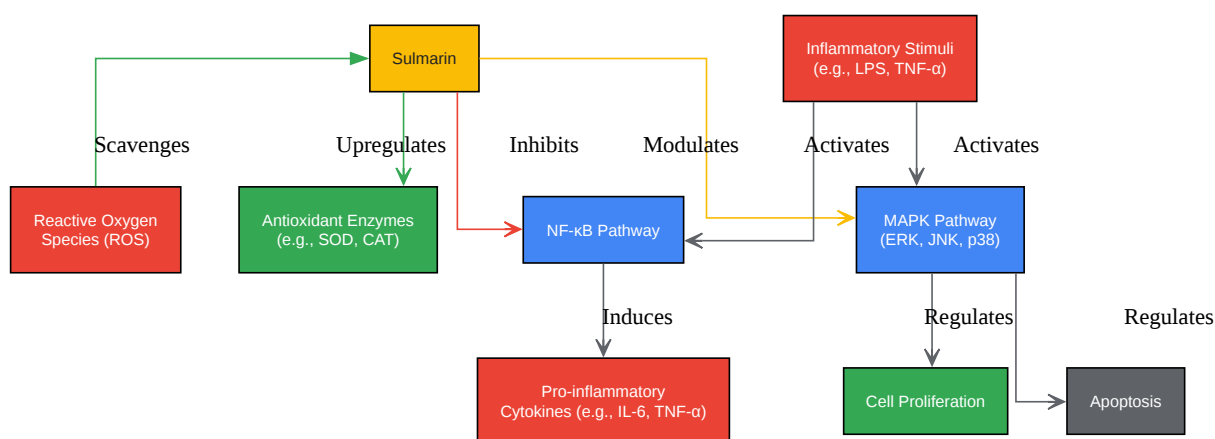 Sulmarin
Inflammatory Stimuli
(e.g., LPS, TNF-α)
Scavenges
Upregulates
Inhibits
Modulates
Activates
Activates
Reactive Oxygen
Species (ROS)
Antioxidant Enzymes
(e.g., SOD, CAT)
NF-κB Pathway
MAPK Pathway
(ERK, JNK, p38)
Induces
Regulates
Regulates
Pro-inflammatory
Cytokines (e.g., IL-6, TNF-α)
Cell Proliferation
Apoptosis